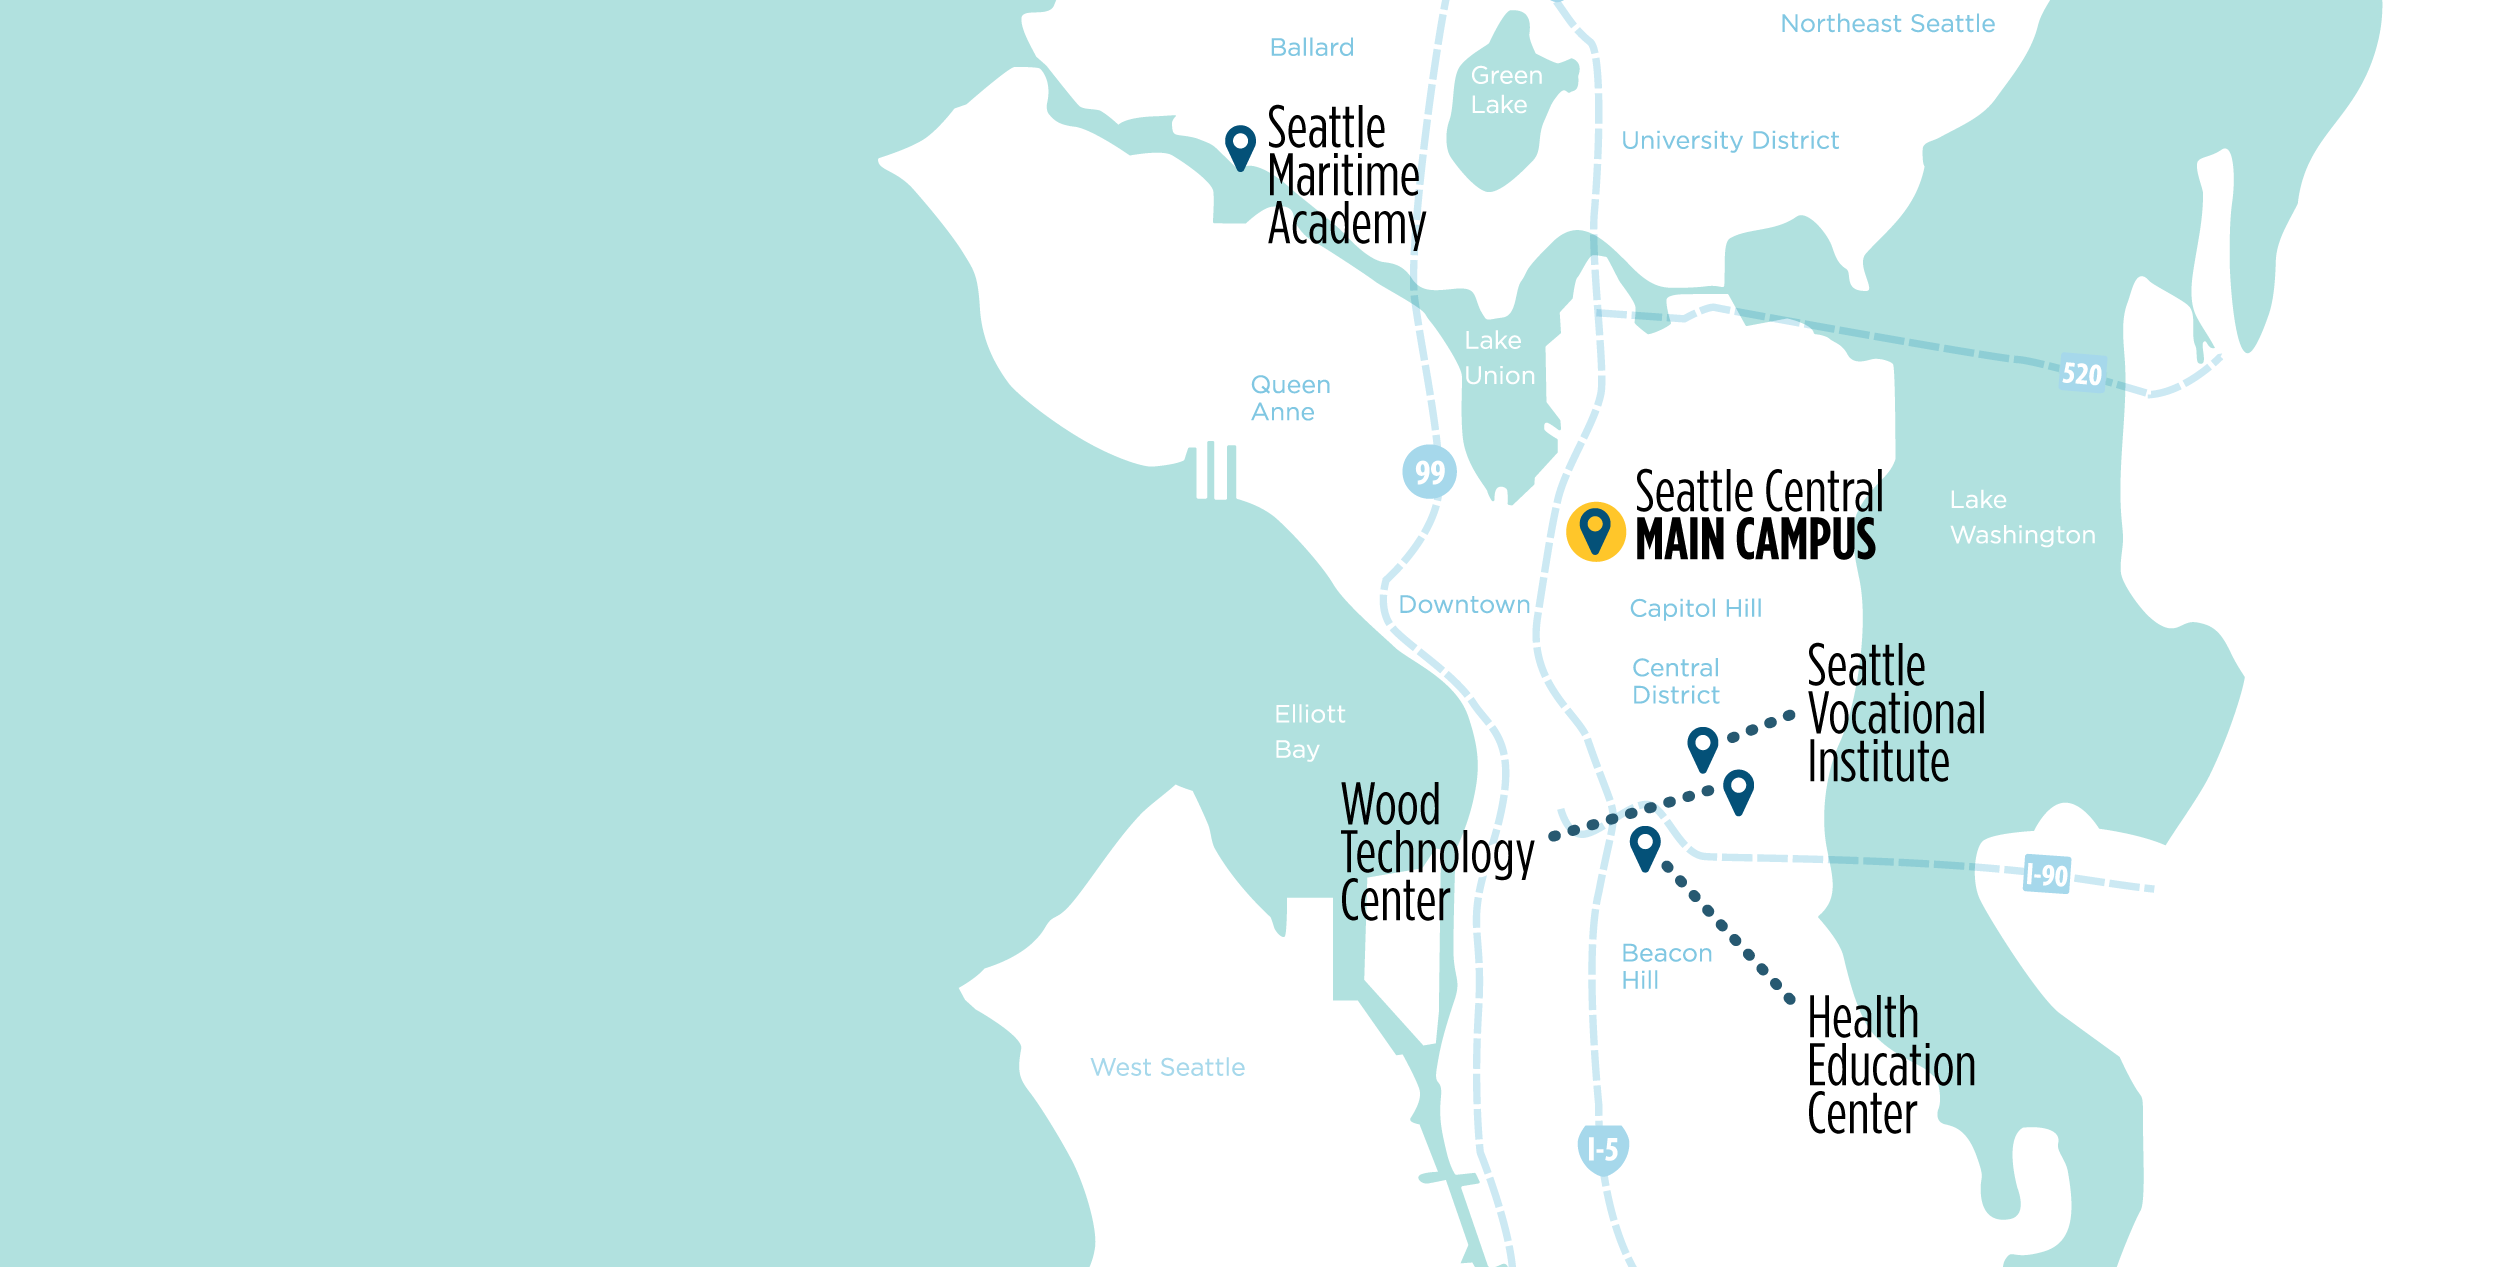 Northeast Seattle
Ballard
Green
Lake
Seattle
Maritime
Academy
University District
Lake
Union
520
Queen
Anne
99
Seattle Central
MAIN CAMPUS
Lake
Washington
Downtown
Capitol Hill
Central
District
Seattle
Vocational
Institute
Elliott
Bay
Wood
Technology
Center
I-90
Beacon
Hill
Health
Education
Center
West Seattle
I-5